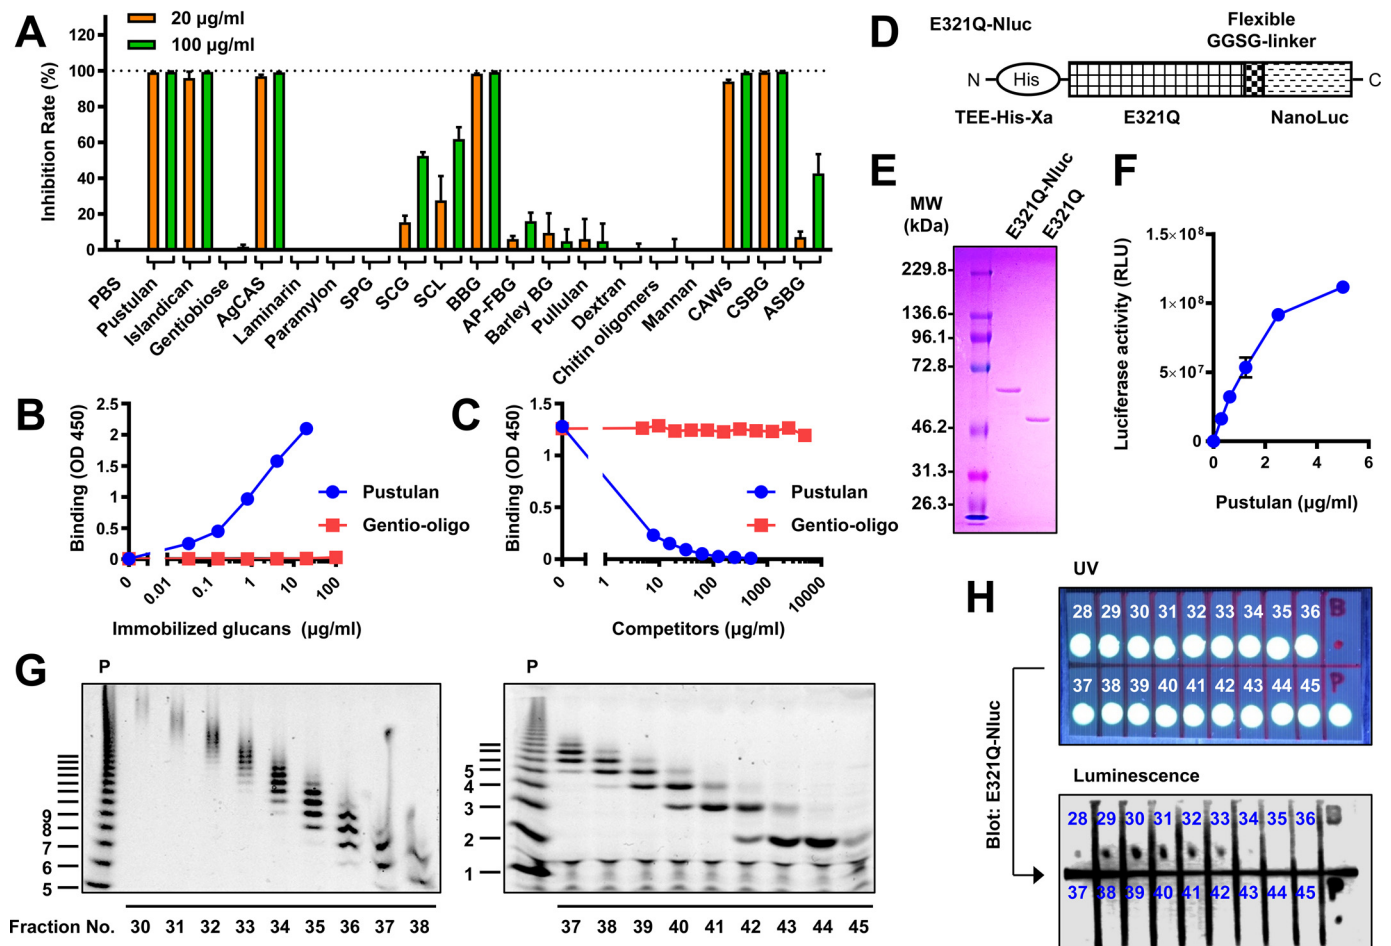 A
20 µg/ml
100 µg/ml
Inhibition Rate (%)
120
100
80
60
40
20
0
PBS
Pustulan
Islandican
Gentiobiose
AgCAS
Laminarin
Paramylon
SPG
SCG
SCL
BBG
AP-FBG
Barley BG
Pullulan
Dextran
Chitin oligomers
Mannan
CAWS
CSBG
ASBG
B
Binding (OD 450)
2.5
2
1.5
1
0.5
0
0 0.01 0.1 1 10 100
Immobilized glucans (µg/ml)
Pustulan
Gentio-oligo
C
Binding (OD 450)
1.5
1
0.5
0
0 1 10 100 1000 10000
Competitors (µg/ml)
Pustulan
Gentio-oligo
D
E321Q-Nluc
Flexible
GGSG-linker
N His C
TEE-His-Xa E321Q NanoLuc
E
MW
(kDa)
E321Q-Nluc
E321Q
229.8
136.6
96.1
72.8
46.2
31.3
26.3
F
Luciferase activity (RLU)
1.5×10⁸
1×10⁸
5×10⁷
0
0 2 4 6
Pustulan (µg/ml)
G
P
9
8
7
6
5
P
5
4
3
2
1
Fraction No. 30 31 32 33 34 35 36 37 38
37 38 39 40 41 42 43 44 45
H
UV
28 29 30 31 32 33 34 35 36 B
37 38 39 40 41 42 43 44 45 P
Blot: E321Q-Nluc
Luminescence
28 29 30 31 32 33 34 35 36 B
37 38 39 40 41 42 43 44 45 P